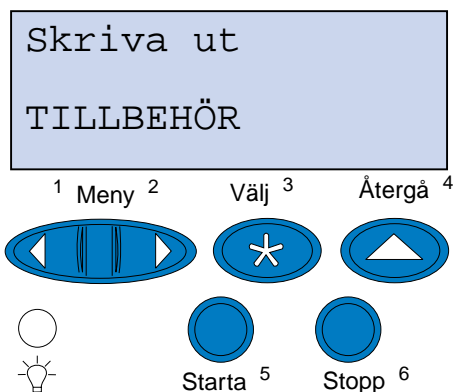 Skriva ut
TILLBEHÖR
1 Meny 2 Välj 3 Återgå 4
Starta 5 Stopp 6